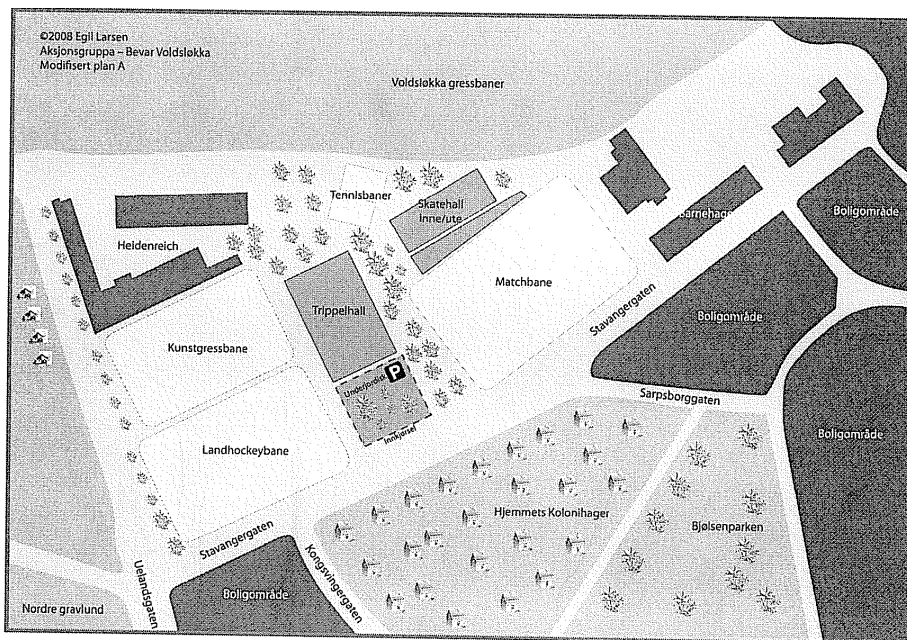 ©2008 Egil Larsen
Aksjonsgruppa – Bevar Voldsløkka
Modifisert plan A
Voldsløkka gressbaner
Tennisbaner
Skatehall
Inne/ute
Barnehage
Boligområde
Heidenreich
Matchbane
Trippelhall
Stavangergaten
Boligområde
Kunstgressbane
Underjordisk
P
Sarpsborggaten
Innkjørsel
Boligområde
Landhockeybane
Hjemmets Kolonihager
Bjølsenparken
Stavangergaten
Kongsvingergaten
Uelandsgaten
Boligområde
Nordre gravlund